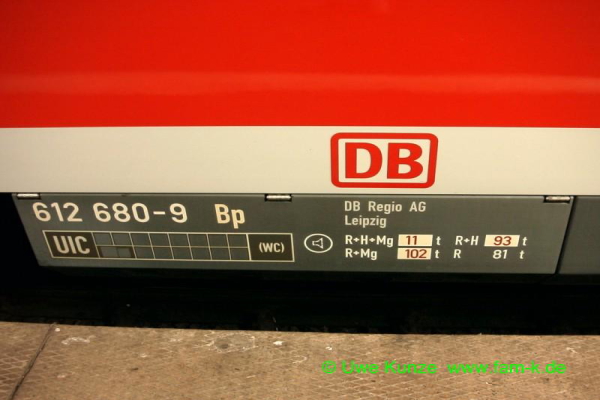 DB
612 680-9 Bp
DB Regio AG
Leipzig
UIC (WC)
R+H+Mg 11 t R+H 93 t
R+Mg 102 t R 81 t
© Uwe Kunze www.fam-k.de